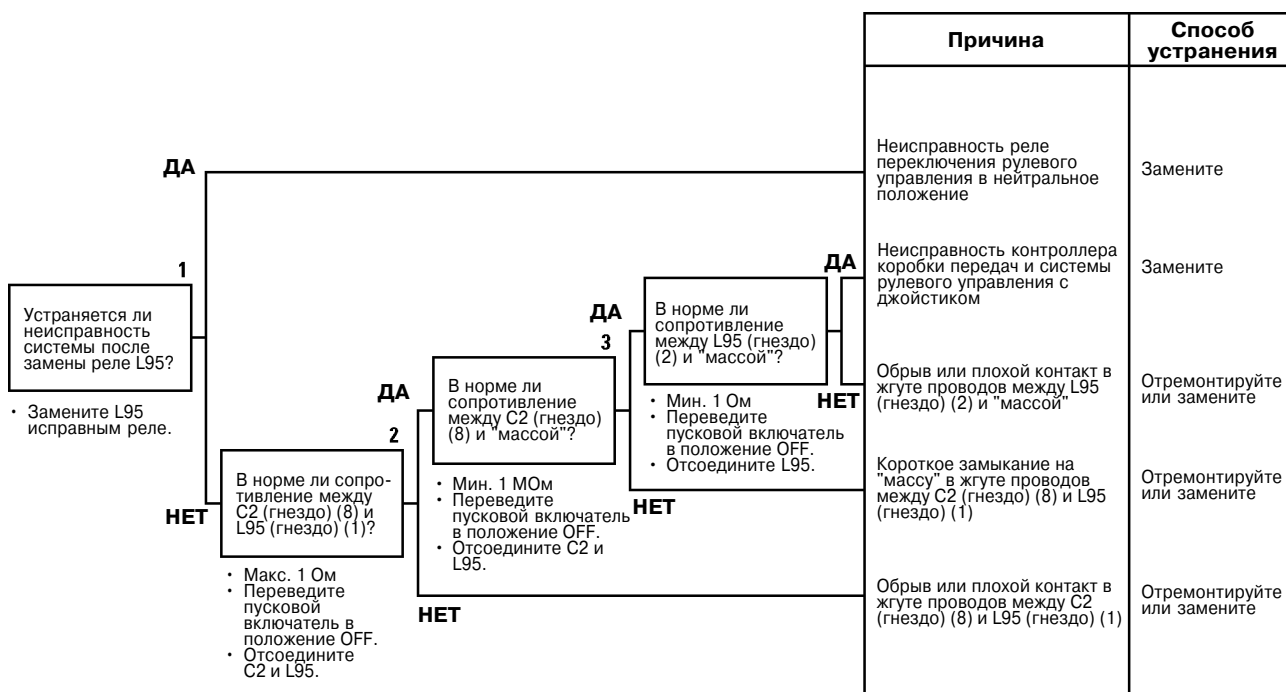 Причина
Способ
устранения
ДА
Неисправность реле
переключения рулевого
управления в нейтральное
положение
Замените
1
Устраняется ли
неисправность
системы после
замены реле L95?
• Замените L95
исправным реле.
НЕТ
2
В норме ли сопро-
тивление между
C2 (гнездо) (8) и
L95 (гнездо) (1)?
• Макс. 1 Ом
• Переведите
пусковой
включатель в
положение OFF.
• Отсоедините
C2 и L95.
ДА
3
В норме ли
сопротивление
между C2 (гнездо)
(8) и "массой"?
• Мин. 1 МОм
• Переведите
пусковой включатель
в положение OFF.
• Отсоедините C2 и
L95.
ДА
В норме ли
сопротивление
между L95 (гнездо)
(2) и "массой"?
• Мин. 1 Ом
• Переведите
пусковой включатель
в положение OFF.
• Отсоедините L95.
ДА
Неисправность контроллера
коробки передач и системы
рулевого управления с
джойстиком
Замените
НЕТ
Обрыв или плохой контакт в
жгуте проводов между L95
(гнездо) (2) и "массой"
Отремонтируйте
или замените
НЕТ
Короткое замыкание на
"массу" в жгуте проводов
между C2 (гнездо) (8) и L95
(гнездо) (1)
Отремонтируйте
или замените
НЕТ
Обрыв или плохой контакт в
жгуте проводов между C2
(гнездо) (8) и L95 (гнездо) (1)
Отремонтируйте
или замените